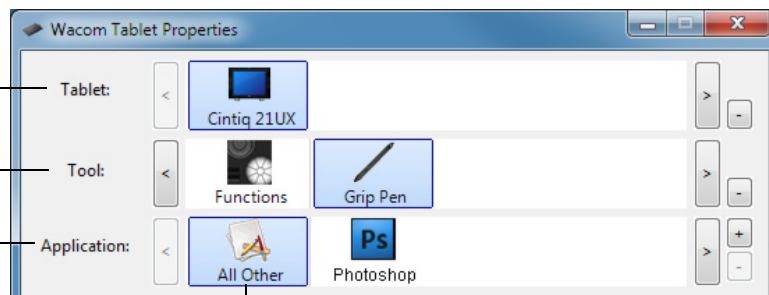 Wacom Tablet Properties
Tablet:
<
Cintiq 21UX
>
-
Tool:
<
Functions
Grip Pen
>
-
Application:
<
All Other
Ps
Photoshop
>
+
-